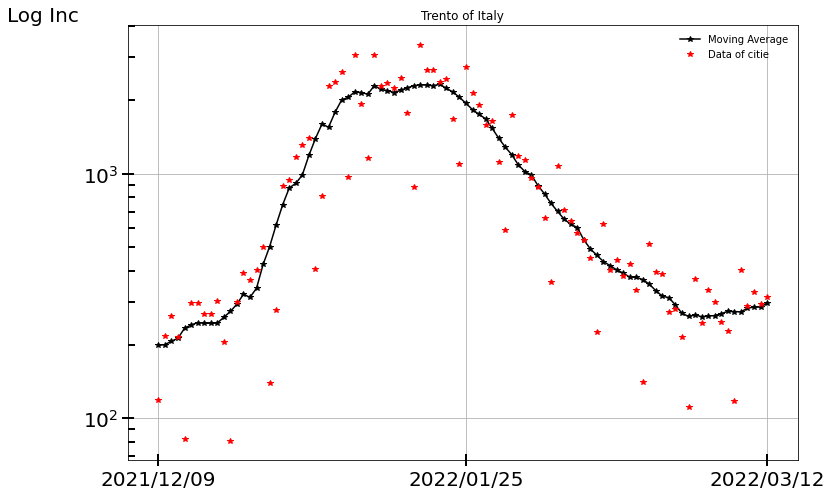 Log Inc
Trento of Italy
Moving Average
Data of citie
10³
10²
2021/12/09
2022/01/25
2022/03/12